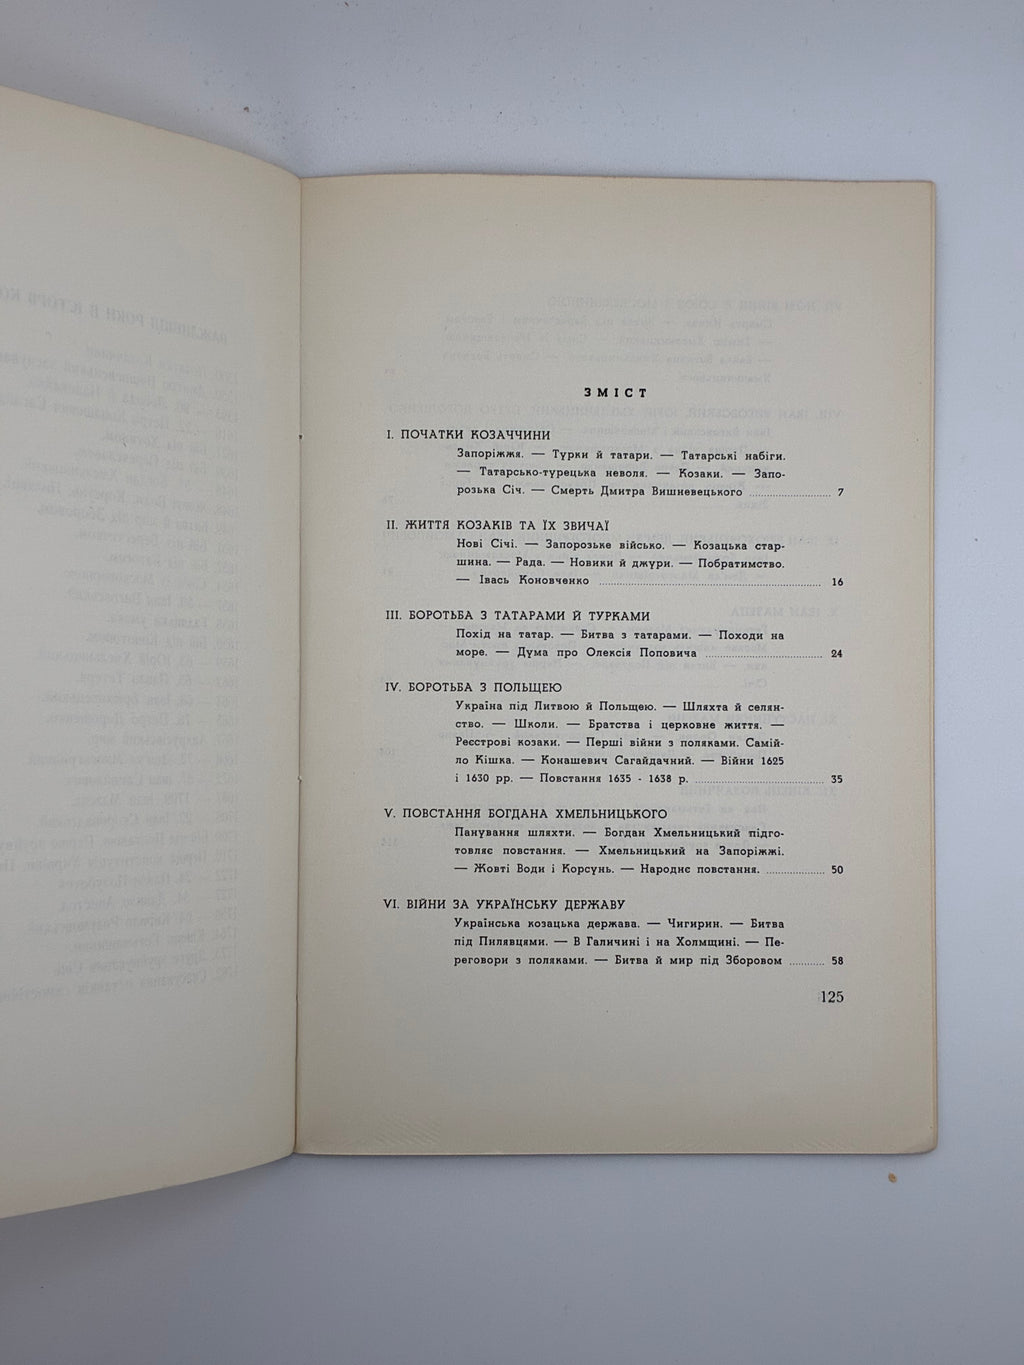 ЗМІСТ
I. ПОЧАТКИ КОЗАЧЧИНИ
Запоріжжя. — Турки й татари. — Татарські набіги.
— Татарсько-турецька неволя. — Козаки. — Запо-
розька Січ. — Смерть Дмитра Вишневецького 7
II. ЖИТТЯ КОЗАКІВ ТА ЇХ ЗВИЧАЇ
Нові Січі. — Запорозьке військо. — Козацька стар-
шина. — Рада. — Новики й джури. — Побратимство.
— Івась Коновченко 16
III. БОРОТЬБА З ТАТАРАМИ Й ТУРКАМИ
Похід на татар. — Битва з татарами. — Походи на
море. — Дума про Олексія Поповича 24
IV. БОРОТЬБА З ПОЛЬЩЕЮ
Україна під Литвою й Польщею. — Шляхта й селян-
ство. — Школи. — Братства і церковне життя. —
Реєстрові козаки. — Перші війни з поляками. Самій-
ло Кішка. — Конашевич Сагайдачний. — Війни 1625
і 1630 рр. — Повстання 1635 - 1638 р. 35
V. ПОВСТАННЯ БОГДАНА ХМЕЛЬНИЦЬКОГО
Панування шляхти. — Богдан Хмельницький підго-
товляє повстання. — Хмельницький на Запоріжжі.
— Жовті Води і Корсунь. — Народнє повстання. 50
VI. ВІЙНИ ЗА УКРАЇНСЬКУ ДЕРЖАВУ
Українська козацька держава. — Чигирин. — Битва
під Пилявцями. — В Галичині і на Холмщині. — Пе-
реговори з поляками. — Битва й мир під Зборовом 58
125